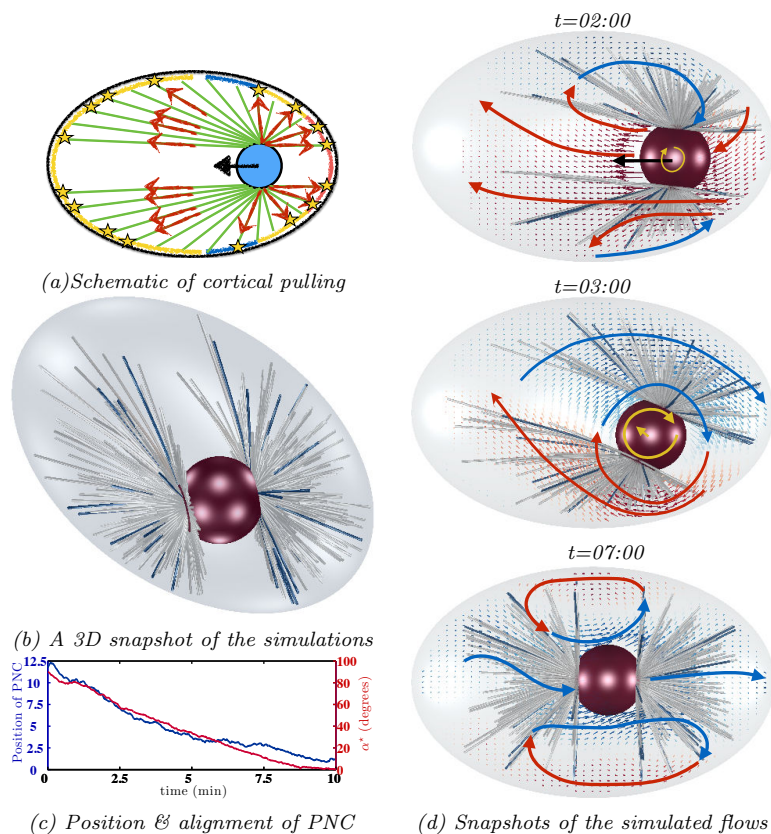 (a)Schematic of cortical pulling
(b) A 3D snapshot of the simulations
12.5
10
7.5
5
2.5
0
Position of PNC
100
80
60
40
20
0
α* (degrees)
0
2.5
5
7.5
10
time (min)
(c) Position & alignment of PNC
t=02:00
t=03:00
t=07:00
(d) Snapshots of the simulated flows